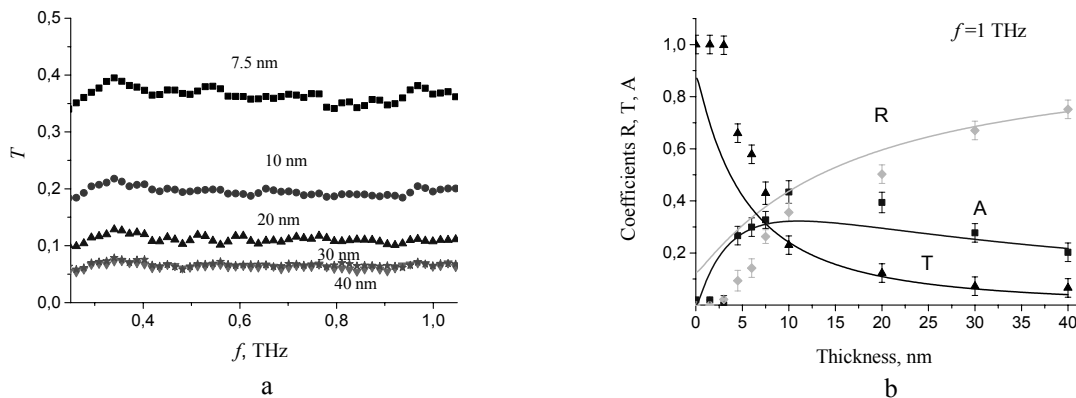 0,5
0,4
0,3
0,2
0,1
0,0
T
7.5 nm
10 nm
20 nm
30 nm
40 nm
0,4
0,6
0,8
1,0
f, THz
a
f=1 THz
1,0
0,8
0,6
0,4
0,2
0,0
Coefficients R, T, A
R
A
T
0
5
10
15
20
25
30
35
40
Thickness, nm
b